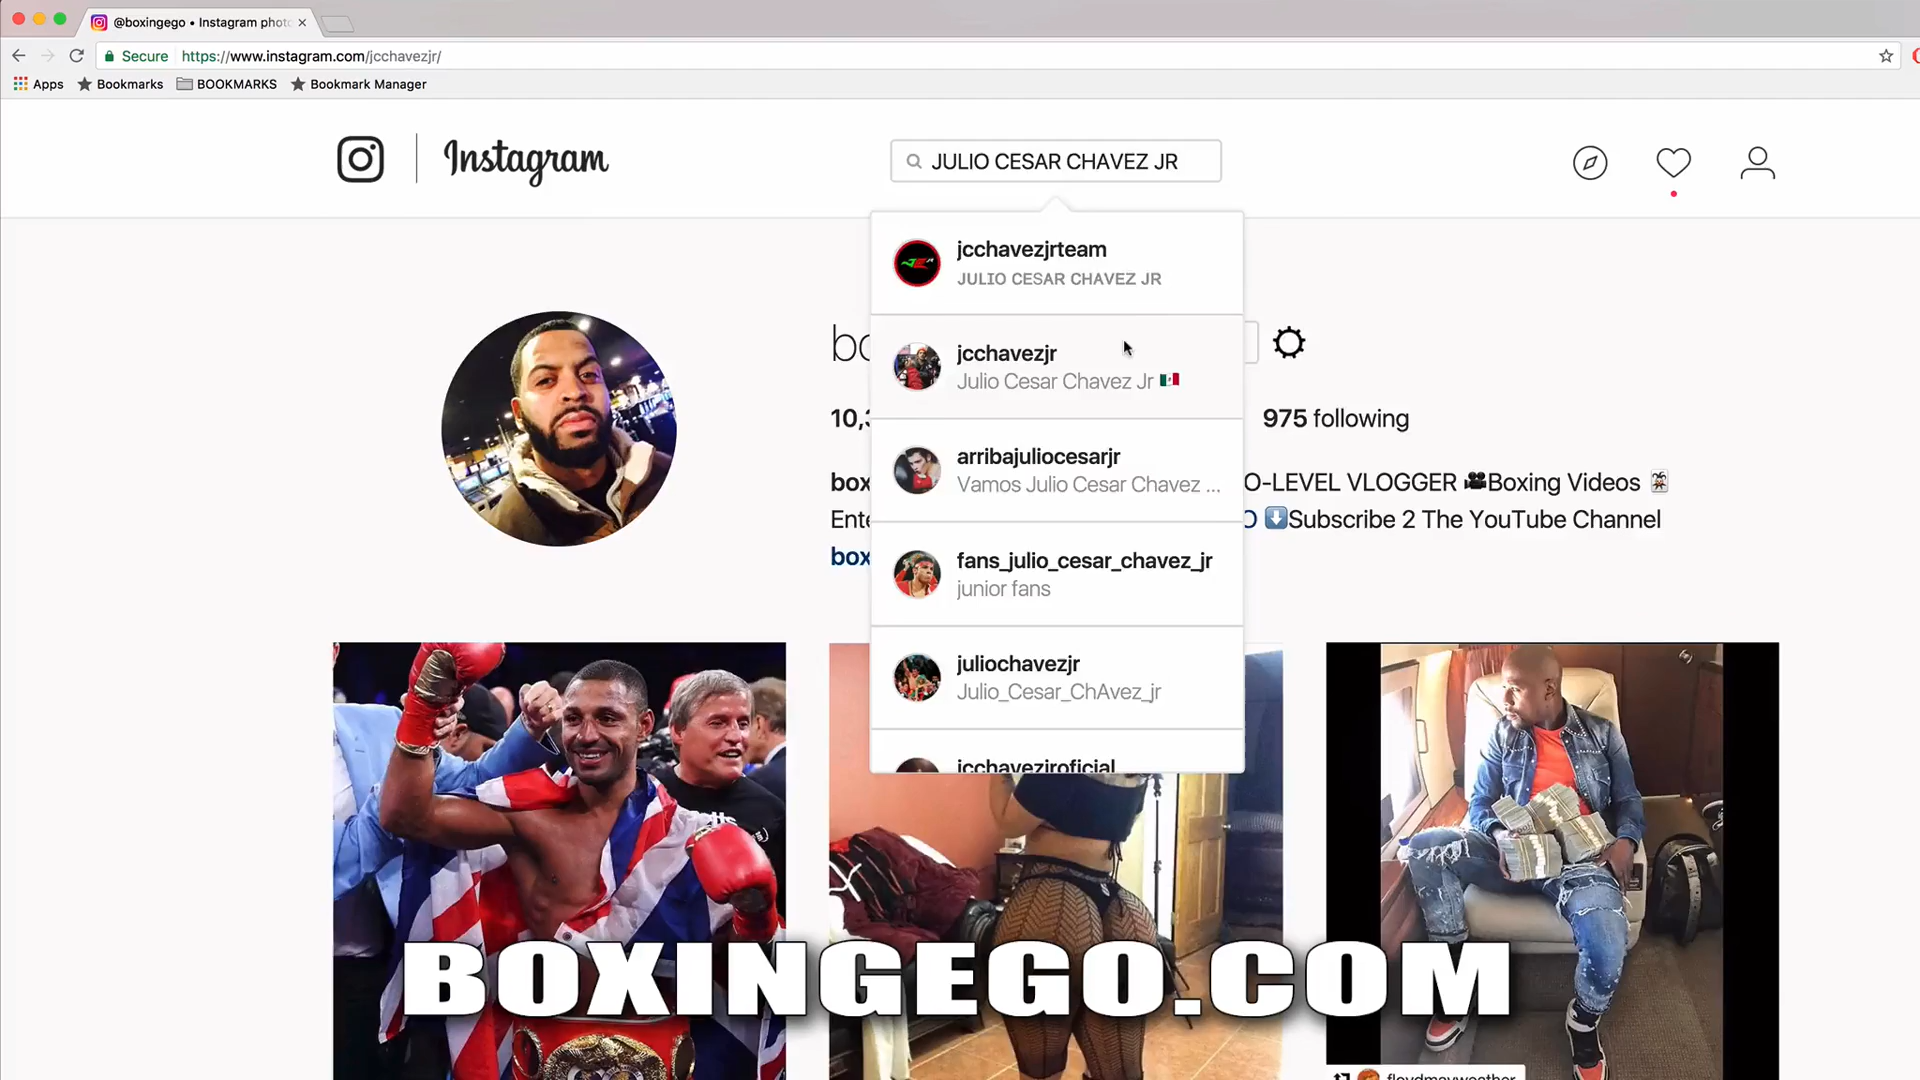 @boxingego • Instagram photo
Secure https://www.instagram.com/jcchavezjr/
Apps Bookmarks BOOKMARKS Bookmark Manager
Instagram
JULIO CESAR CHAVEZ JR
jcchavezjrteam
JULIO CESAR CHAVEZ JR
jcchavezjr
Julio Cesar Chavez Jr
975 following
arribajuliocesarjr
Vamos Julio Cesar Chavez ...
O-LEVEL VLOGGER Boxing Videos
Subscribe 2 The YouTube Channel
fans_julio_cesar_chavez_jr
junior fans
juliochavezjr
Julio_Cesar_ChAvez_jr
jcchavezjroficial
BOXINGEGO.COM
floydmayweather